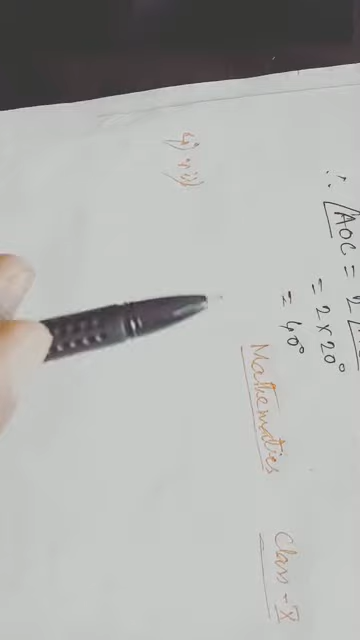 ∴ ∠AOC = 2
= 2 × 20°
= 40°
Mathematics Class - X